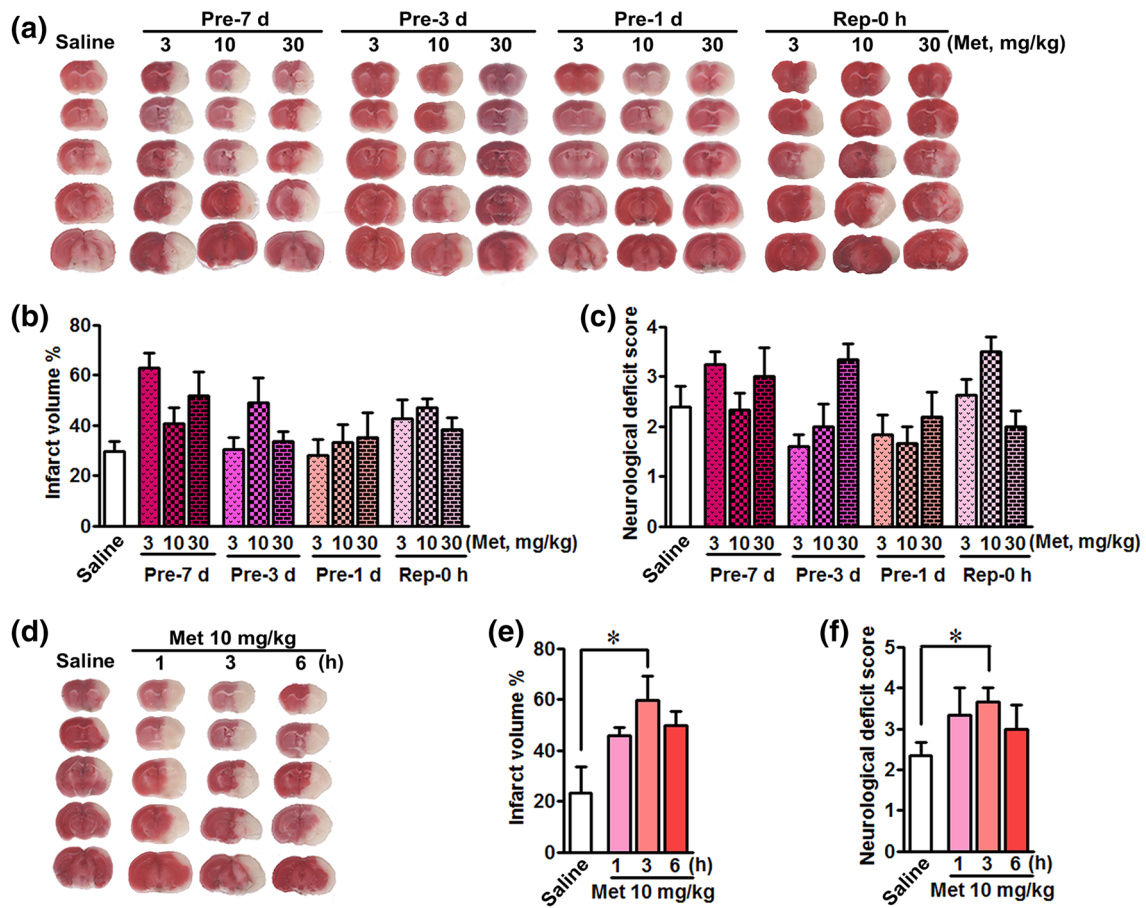 (a)
Pre-7 d Pre-3 d Pre-1 d Rep-0 h
Saline 3 10 30 3 10 30 3 10 30 3 10 30 (Met, mg/kg)
(b)
Infarct volume %
80
60
40
20
0
Saline 3 10 30 3 10 30 3 10 30 3 10 30 (Met, mg/kg)
Pre-7 d Pre-3 d Pre-1 d Rep-0 h
(c)
Neurological deficit score
4
3
2
1
0
Saline 3 10 30 3 10 30 3 10 30 3 10 30 (Met, mg/kg)
Pre-7 d Pre-3 d Pre-1 d Rep-0 h
(d)
Met 10 mg/kg
Saline 1 3 6 (h)
(e)
Infarct volume %
80
60
40
20
0
*
Saline 1 3 6 (h)
Met 10 mg/kg
(f)
Neurological deficit score
5
4
3
2
1
0
*
Saline 1 3 6 (h)
Met 10 mg/kg